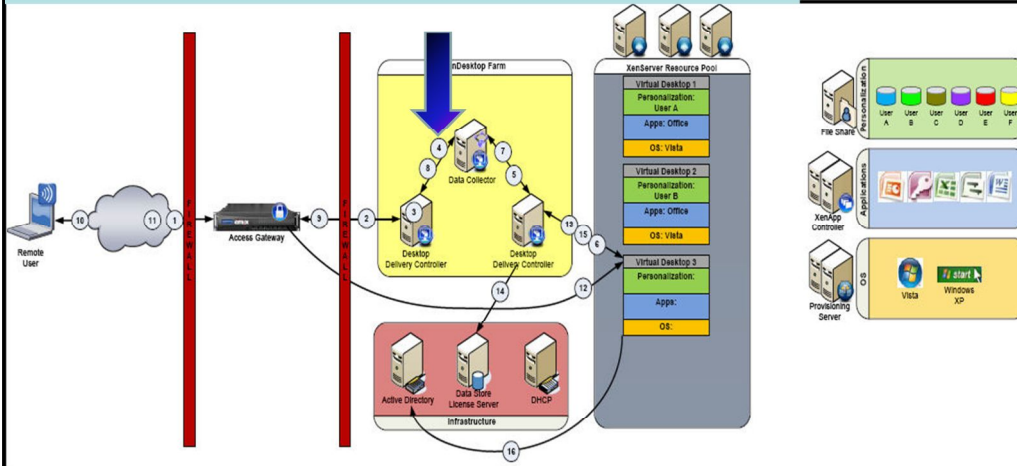 nDesktop Farm
XenServer Resource Pool
Virtual Desktop 1
Personalization:
User A
Apps: Office
OS: Vista
Virtual Desktop 2
Personalization:
User B
Apps: Office
OS: Vista
Virtual Desktop 3
Personalization:
Apps:
OS:
Personalization
File Share
User
A
User
B
User
C
User
D
User
E
User
F
Applications
XenApp
Controller
OS
Provisioning
Server
Vista
start
Windows
XP
Remote
User
10
11
1
FIREWALL
Access Gateway
9
FIREWALL
2
3
4
8
7
5
Data Collector
Desktop
Delivery Controller
Desktop
Delivery Controller
13
15
6
12
14
Active Directory
Data Store
License Server
DHCP
Infrastructure
16